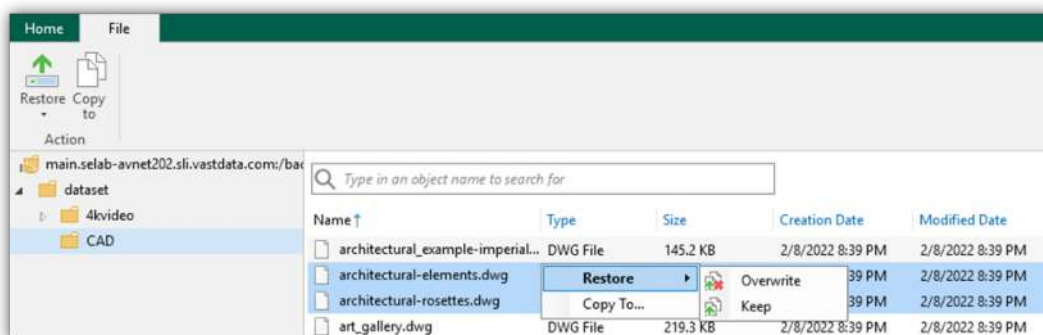 Home File
Restore Copy
to
Action
main.selab-avnet202.sli.vastdata.com:/bac
dataset
4kvideo
CAD
Type in an object name to search for
Name Type Size Creation Date Modified Date
architectural_example-imperial... DWG File 145.2 KB 2/8/2022 8:39 PM 2/8/2022 8:39 PM
architectural-elements.dwg Restore Overwrite 39 PM 2/8/2022 8:39 PM
architectural-rosettes.dwg Copy To... Keep 39 PM 2/8/2022 8:39 PM
art_gallery.dwg DWG File 219.3 KB 2/8/2022 8:39 PM 2/8/2022 8:39 PM